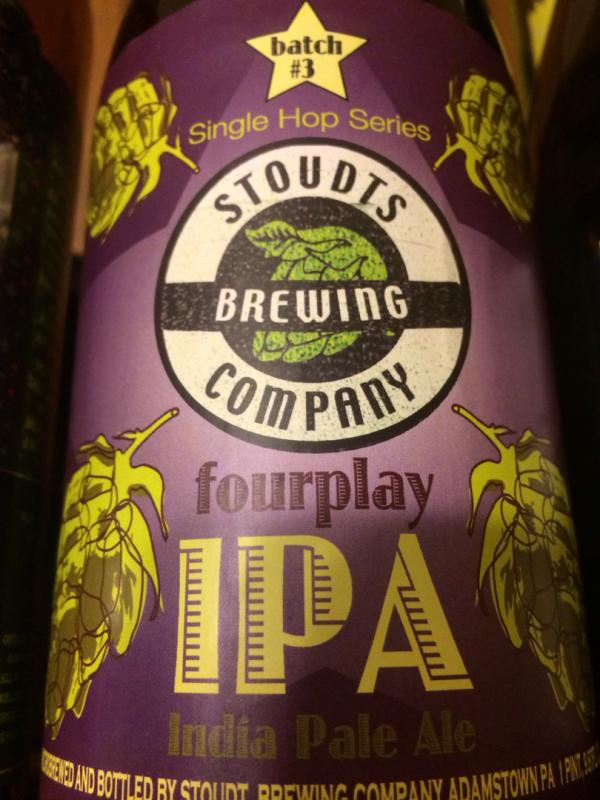 batch
#3
Single Hop Series
STOUDTS
BREWING
COMPANY
fourplay
IPA
India Pale Ale
BREWED AND BOTTLED BY STOUDT, BREWING COMPANY ADAMSTOWN PA 1 PINT,